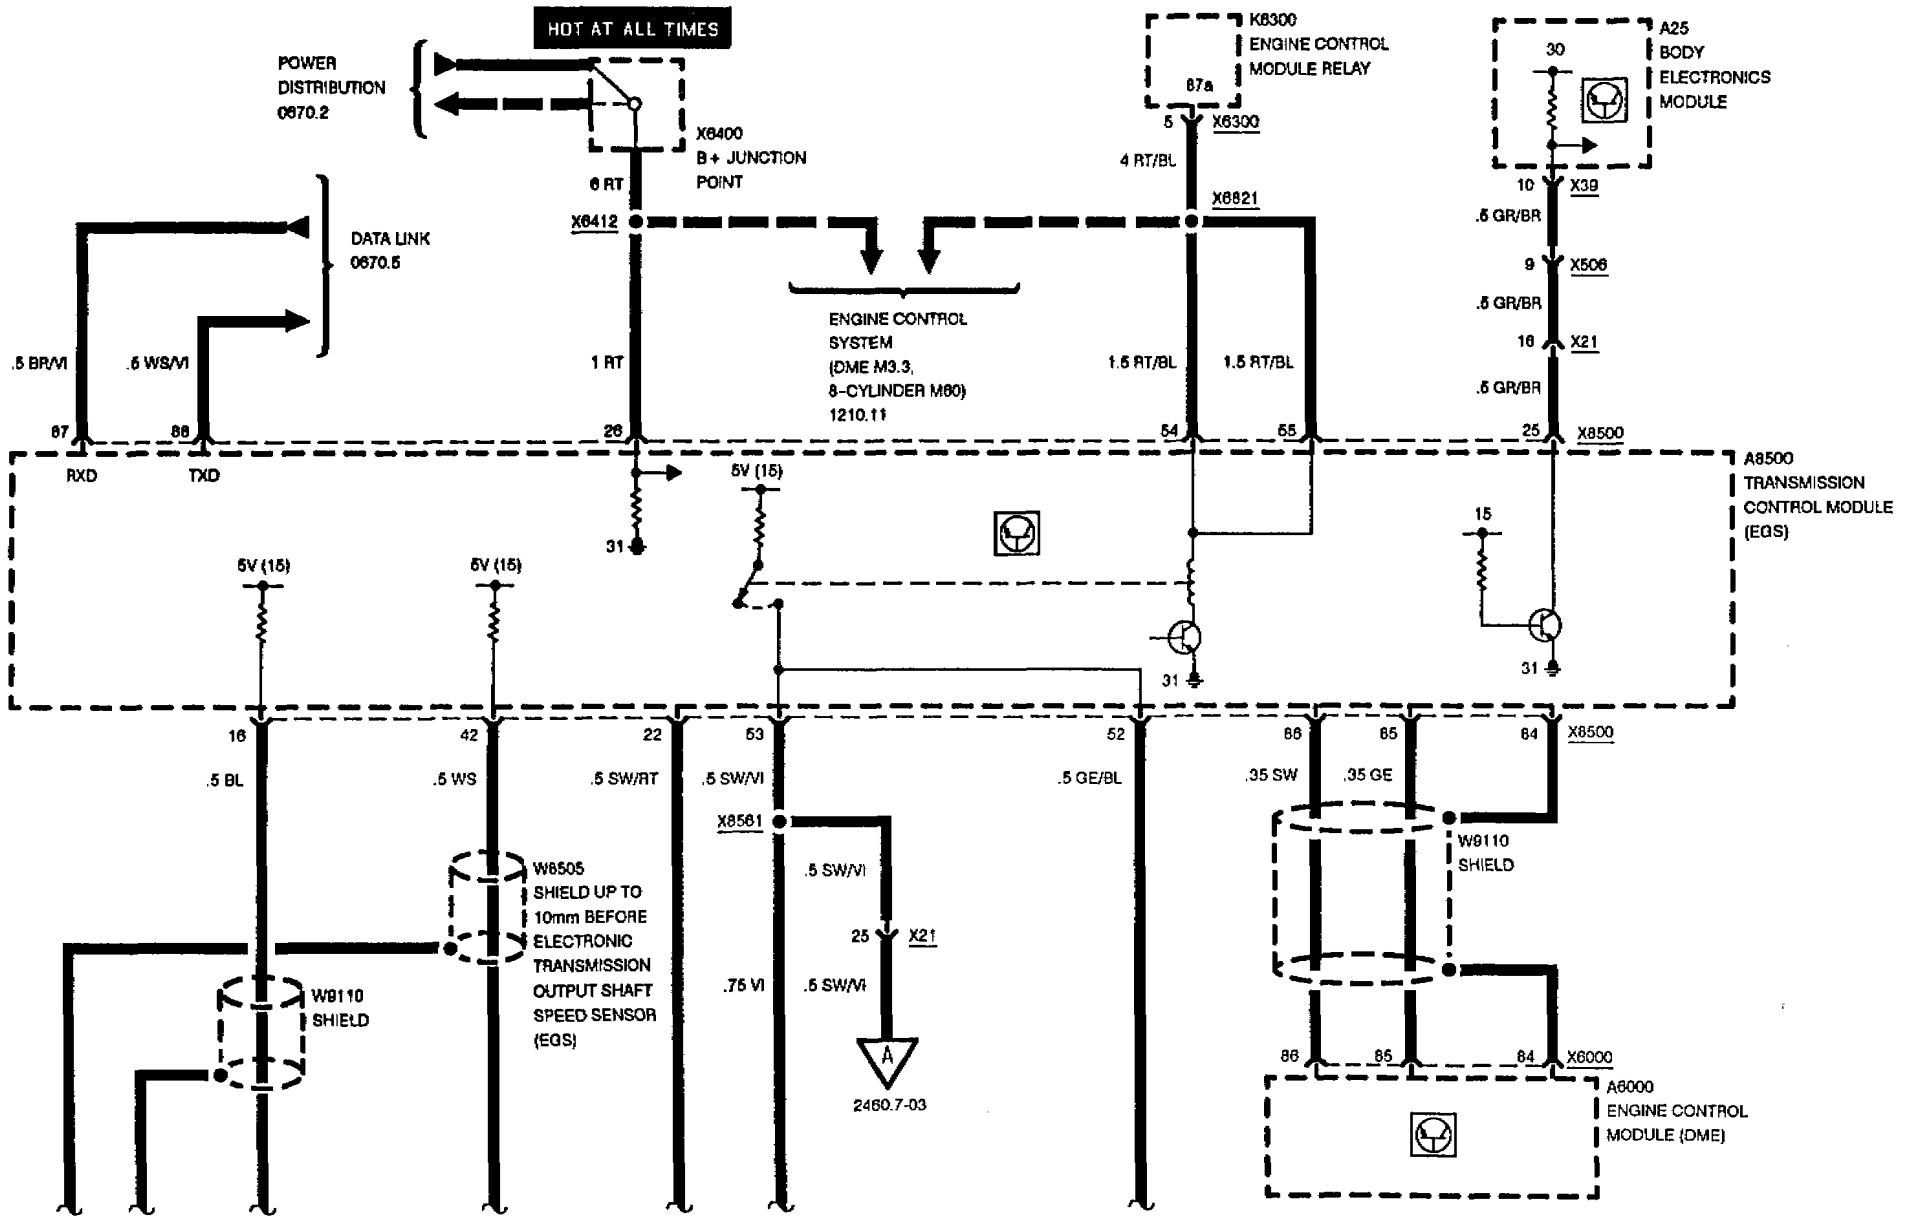 HOT AT ALL TIMES
POWER
DISTRIBUTION
0670.2
X6400
B+ JUNCTION
POINT
6 RT
X6412
1 RT
26
DATA LINK
0670.5
.5 BR/VI
.5 WS/VI
87
88
RXD
TXD
ENGINE CONTROL
SYSTEM
(DME M3.3,
8-CYLINDER M60)
1210.11
K6300
ENGINE CONTROL
MODULE RELAY
87a
5
X6300
4 RT/BL
X6821
1.5 RT/BL
1.5 RT/BL
54
55
A25
BODY
ELECTRONICS
MODULE
30
10
X39
.5 GR/BR
9
X506
.5 GR/BR
16
X21
.5 GR/BR
25
X8500
A8500
TRANSMISSION
CONTROL MODULE
(EGS)
5V (15)
31
5V (15)
5V (15)
15
31
31
16
42
22
53
52
86
85
84
X8500
.5 BL
.5 WS
.5 SW/RT
.5 SW/VI
.5 GE/BL
.35 SW
.35 GE
X8561
.5 SW/VI
25
X21
.75 VI
.5 SW/VI
A
2460.7-03
W8505
SHIELD UP TO
10mm BEFORE
ELECTRONIC
TRANSMISSION
OUTPUT SHAFT
SPEED SENSOR
(EGS)
W9110
SHIELD
W9110
SHIELD
86
85
84
X6000
A6000
ENGINE CONTROL
MODULE (DME)